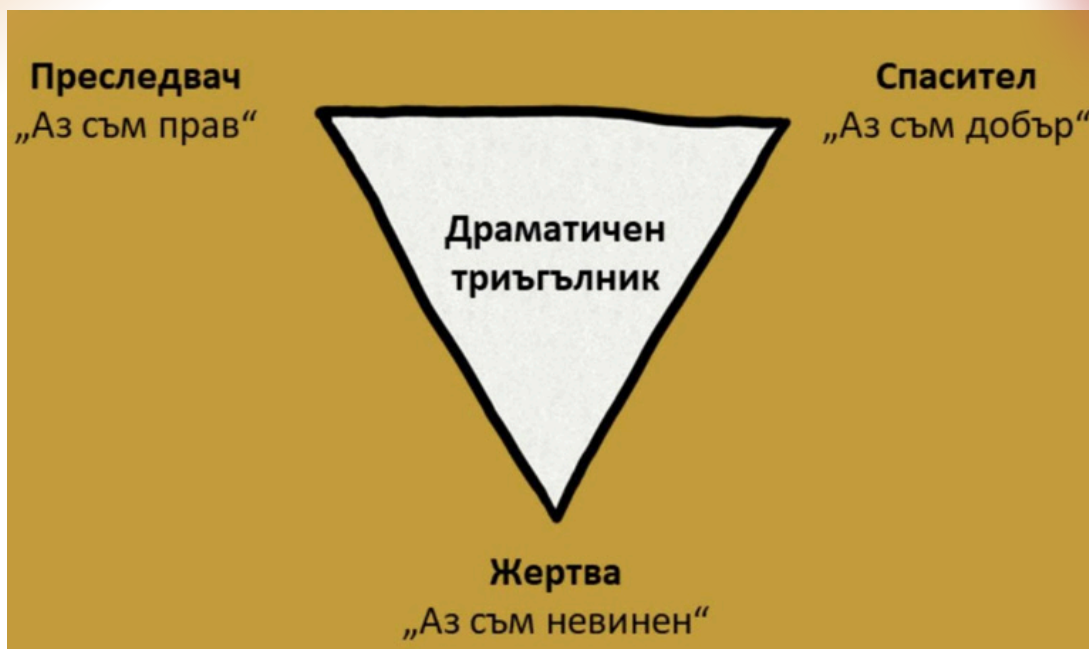 Преследвач
„Аз съм прав“
Спасител
„Аз съм добър“
Драматичен
триъгълник
Жертва
„Аз съм невинен“